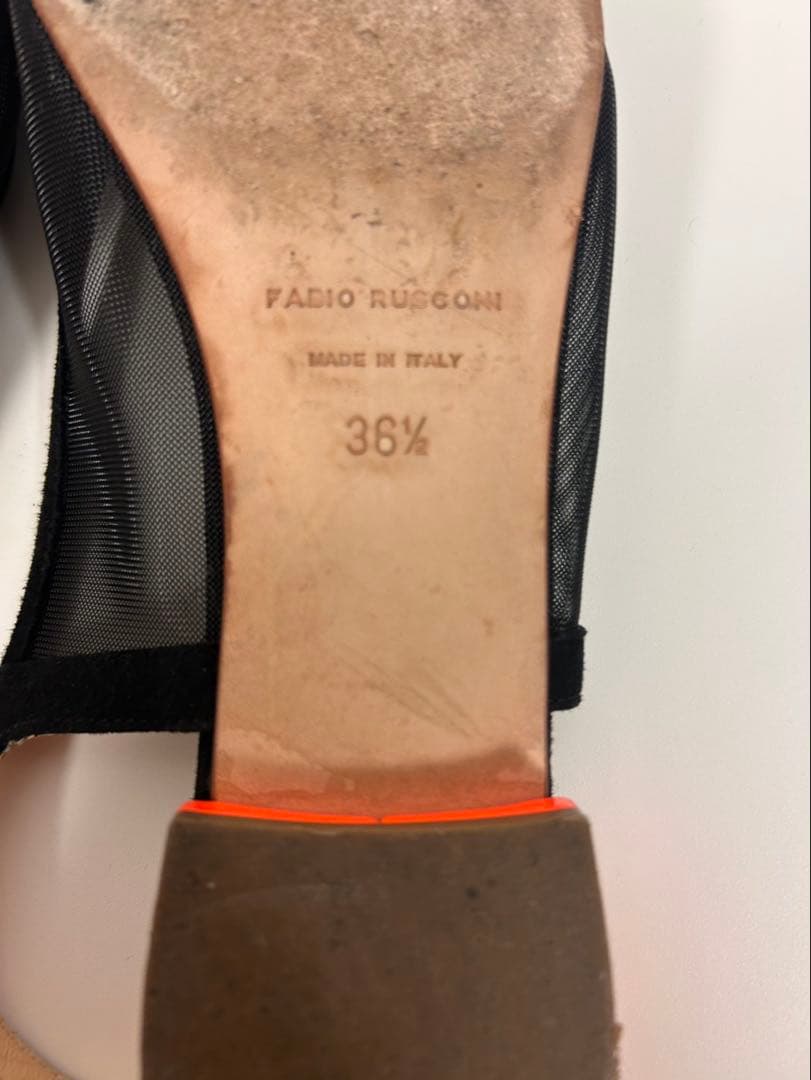 FABIO RUSCONI
MADE IN ITALY
36½